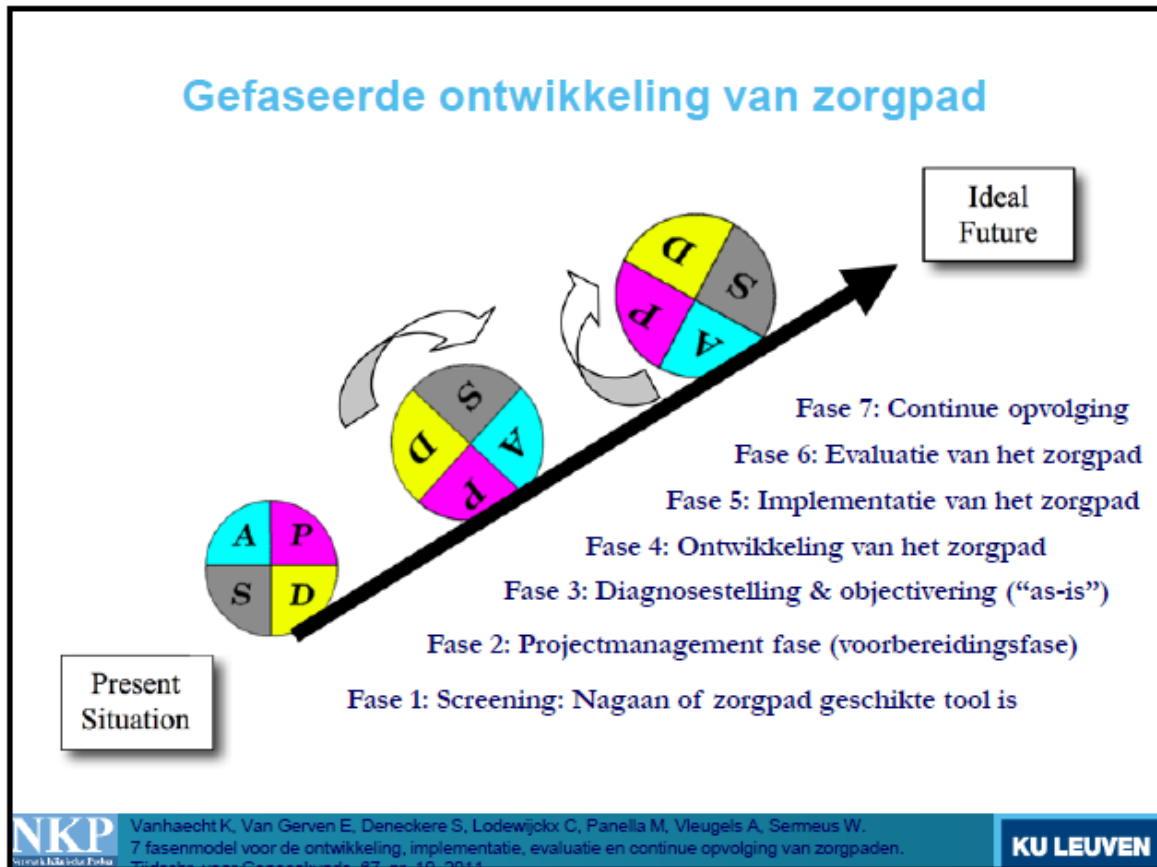 Gefaseerde ontwikkeling van zorgpad
Ideal
Future
D
S
P
A
S
D
A
P
A
P
S
D
Fase 7: Continue opvolging
Fase 6: Evaluatie van het zorgpad
Fase 5: Implementatie van het zorgpad
Fase 4: Ontwikkeling van het zorgpad
Fase 3: Diagnosestelling & objectivering (“as-is”)
Fase 2: Projectmanagement fase (voorbereidingsfase)
Fase 1: Screening: Nagaan of zorgpad geschikte tool is
Present
Situation
NKP
Vanhaecht K, Van Gerven E, Deneckere S, Lodewijckx C, Panella M, Vleugels A, Sermeus W.
7 fasenmodel voor de ontwikkeling, implementatie, evaluatie en continue opvolging van zorgpaden.
KU LEUVEN